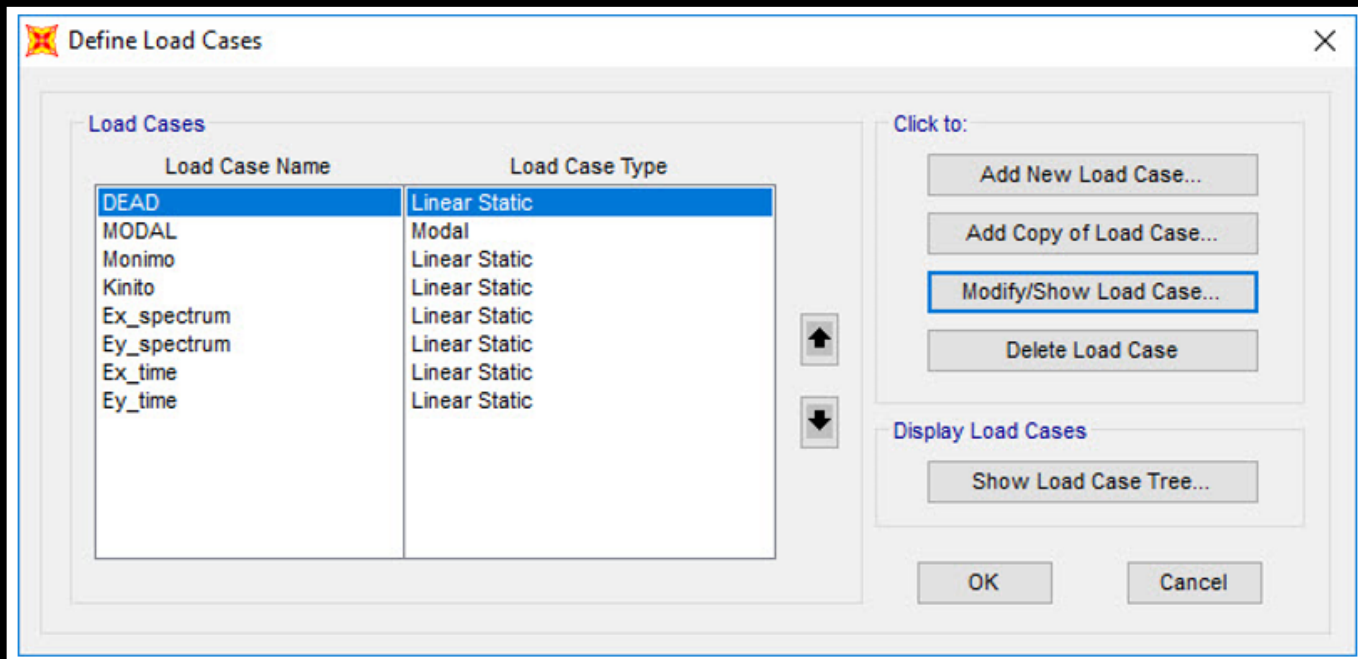 Define Load Cases
Load Cases
Click to:
Load Case Name Load Case Type
DEAD Linear Static
MODAL Modal
Monimo Linear Static
Kinito Linear Static
Ex_spectrum Linear Static
Ey_spectrum Linear Static
Ex_time Linear Static
Ey_time Linear Static
Add New Load Case...
Add Copy of Load Case...
Modify/Show Load Case...
Delete Load Case
Display Load Cases
Show Load Case Tree...
OK Cancel